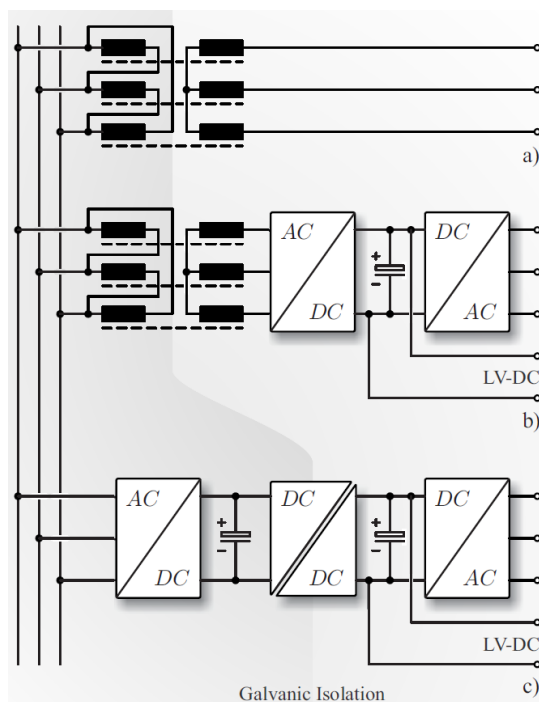 a)
AC
DC
+
-
DC
AC
LV-DC
b)
AC
DC
+
-
DC
DC
+
-
DC
AC
LV-DC
c)
Galvanic Isolation